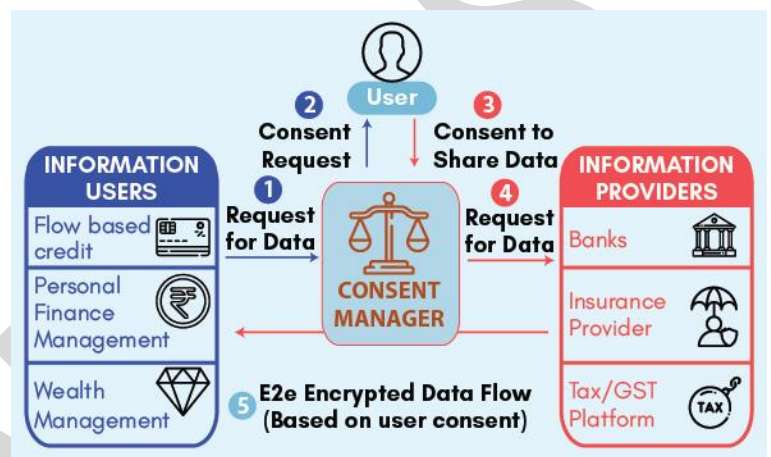 User
2
Consent
Request
3
Consent to
Share Data
INFORMATION
USERS
Flow based
credit
Personal
Finance
Management
Wealth
Management
1
Request
for Data
CONSENT
MANAGER
4
Request
for Data
INFORMATION
PROVIDERS
Banks
Insurance
Provider
Tax/GST
Platform
TAX
5 E2e Encrypted Data Flow
(Based on user consent)